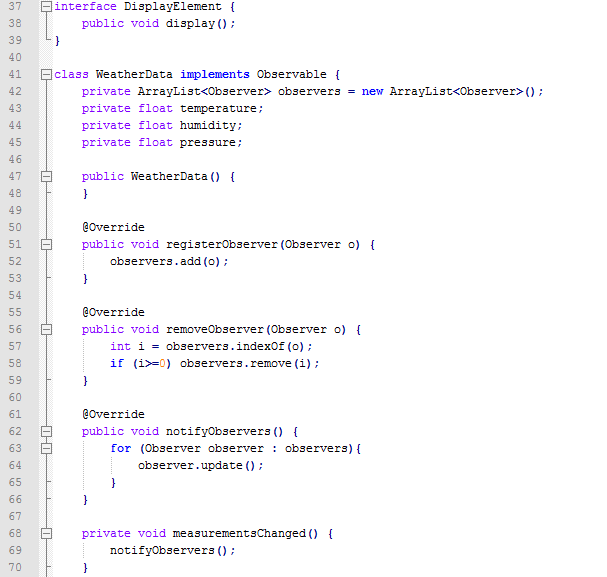 37 interface DisplayElement {
38     public void display();
39 }
40
41 class WeatherData implements Observable {
42     private ArrayList<Observer> observers = new ArrayList<Observer>();
43     private float temperature;
44     private float humidity;
45     private float pressure;
46
47     public WeatherData() {
48     }
49
50     @Override
51     public void registerObserver(Observer o) {
52         observers.add(o);
53     }
54
55     @Override
56     public void removeObserver(Observer o) {
57         int i = observers.indexOf(o);
58         if (i>=0) observers.remove(i);
59     }
60
61     @Override
62     public void notifyObservers() {
63         for (Observer observer : observers){
64             observer.update();
65         }
66     }
67
68     private void measurementsChanged() {
69         notifyObservers();
70     }